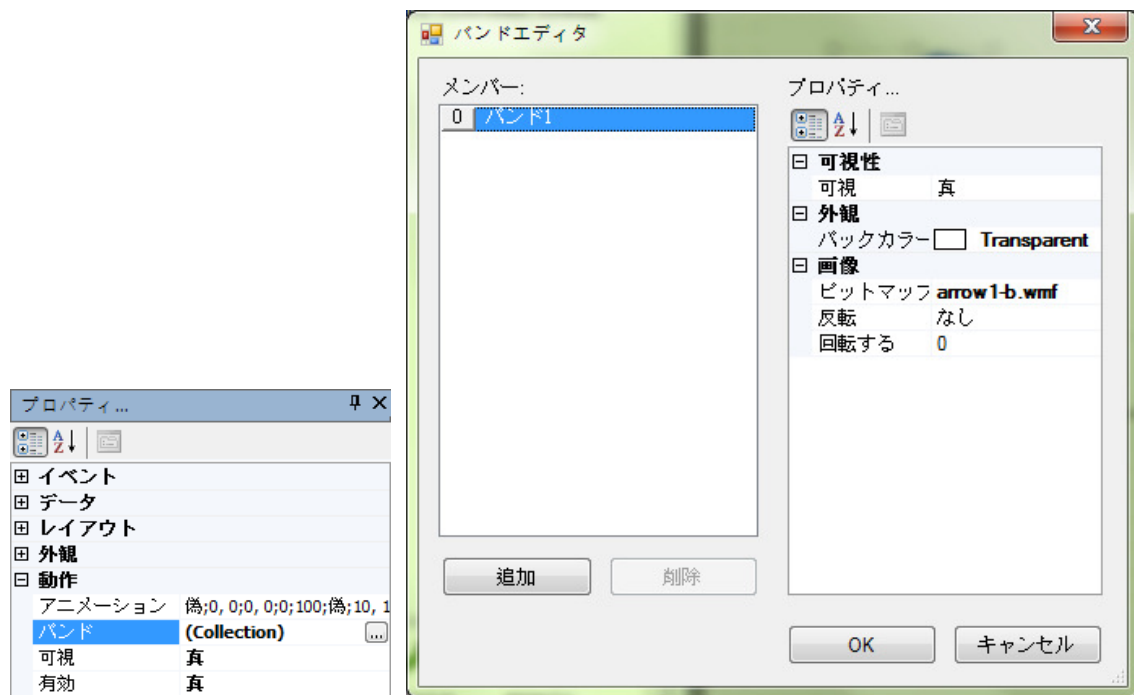 バンドエディタ
メンバー:
0 バンド1
プロパティ...
可視性
可視 真
外観
バックカラー Transparent
画像
ビットマップ arrow1-b.wmf
反転 なし
回転する 0
追加
削除
OK
キャンセル
プロパティ...
イベント
データ
レイアウト
外観
動作
アニメーション 偽;0, 0;0, 0;0;100;偽;10, 1
バンド (Collection) ...
可視 真
有効 真